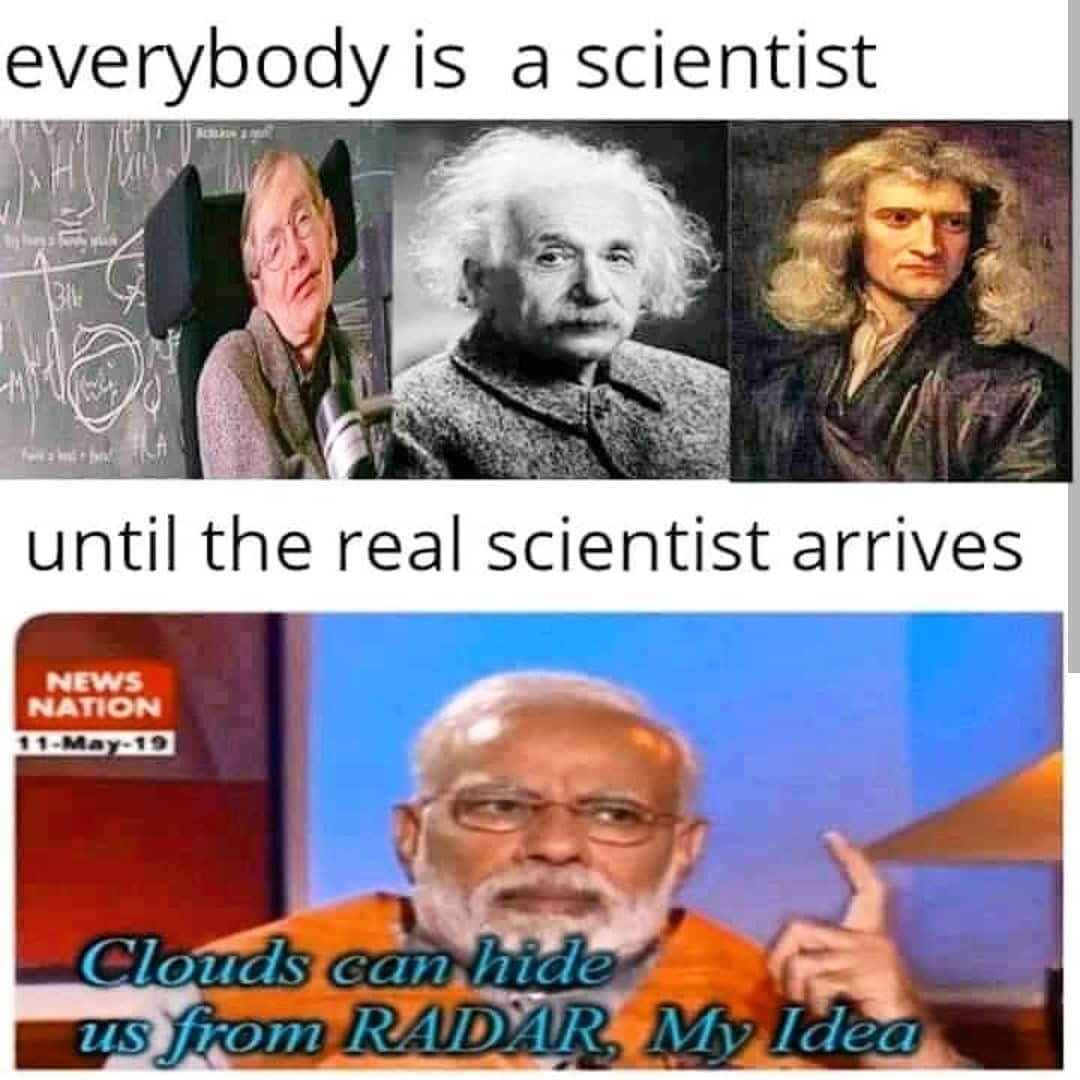 everybody is a scientist
until the real scientist arrives
NEWS
NATION
11-May-19
Clouds can hide
us from RADAR, My Idea